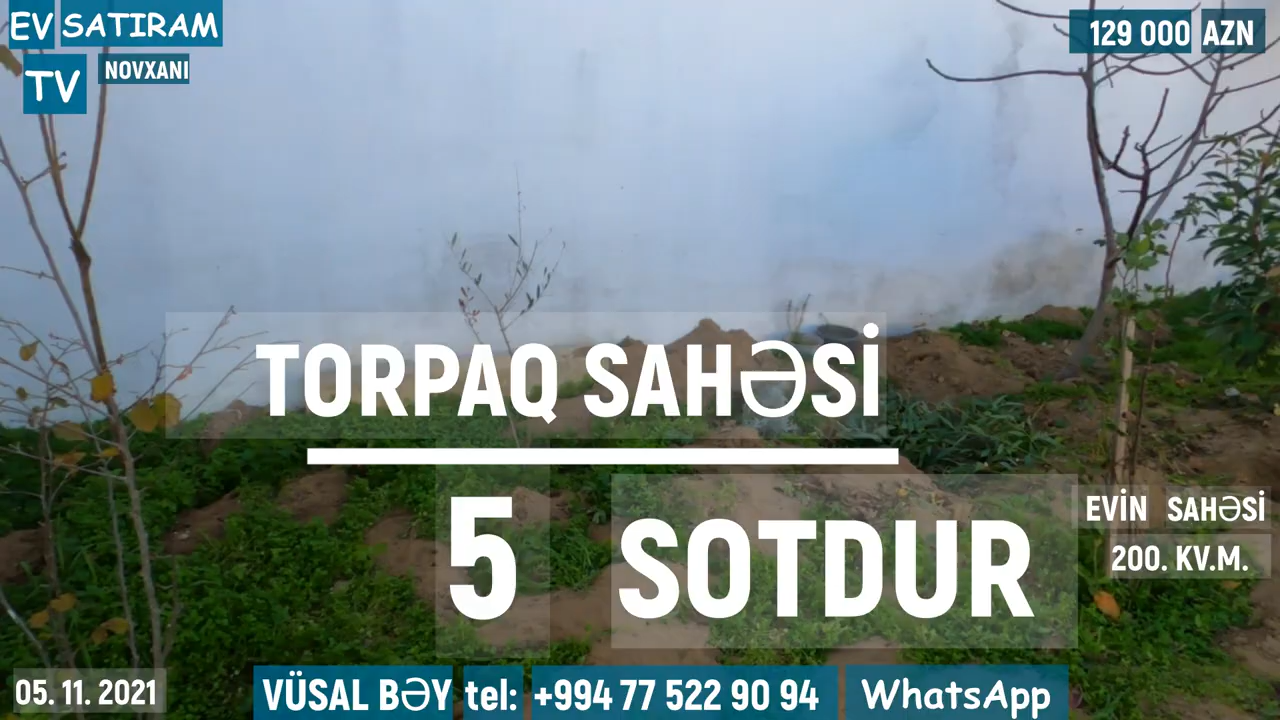 EV SATIRAM
TV NOVXANI
129 000 AZN
TORPAQ SAHƏSİ
5 SOTDUR
EVİN SAHƏSİ
200. KV.M.
05. 11. 2021
VÜSAL BƏY tel: +994 77 522 90 94 WhatsApp